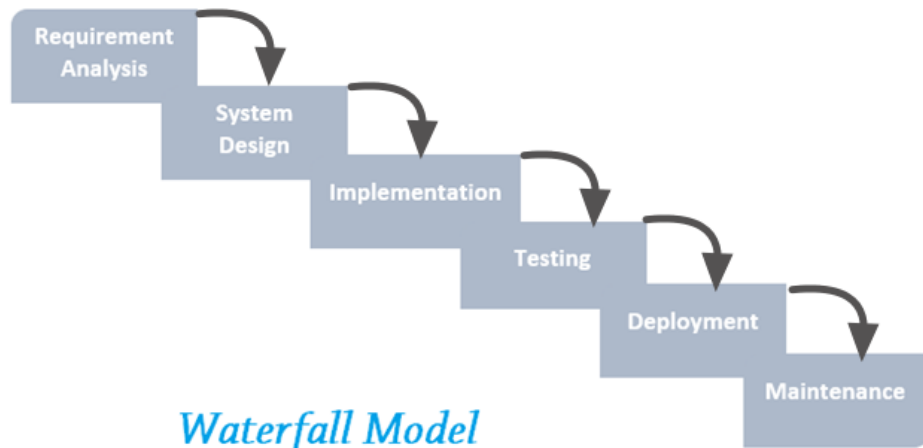 Requirement
Analysis
System
Design
Implementation
Testing
Deployment
Maintenance
Waterfall Model